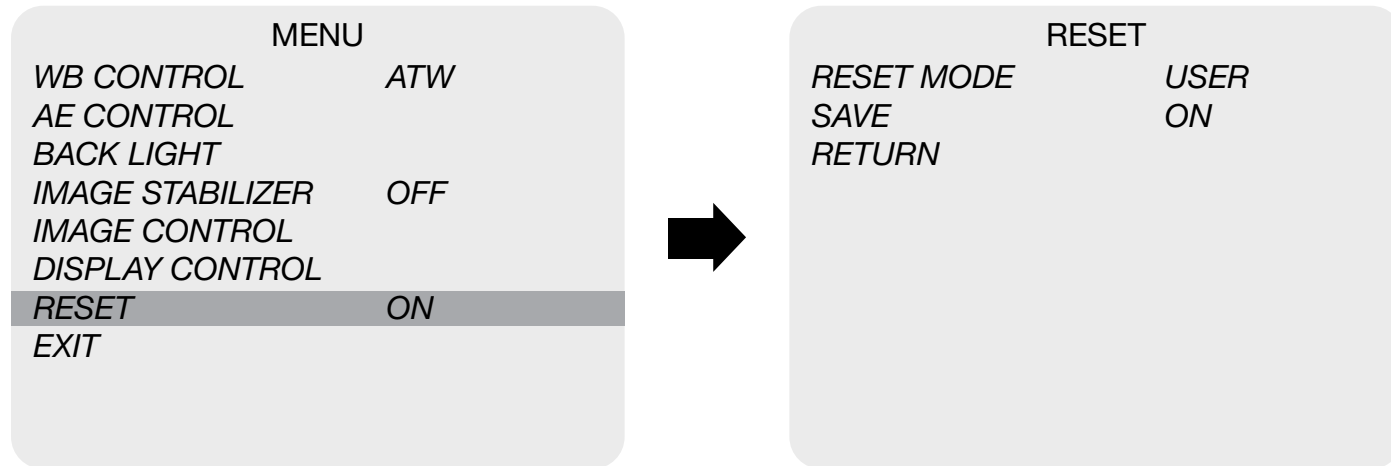 MENU
WB CONTROL ATW
AE CONTROL
BACK LIGHT
IMAGE STABILIZER OFF
IMAGE CONTROL
DISPLAY CONTROL
RESET ON
EXIT
RESET
RESET MODE USER
SAVE ON
RETURN